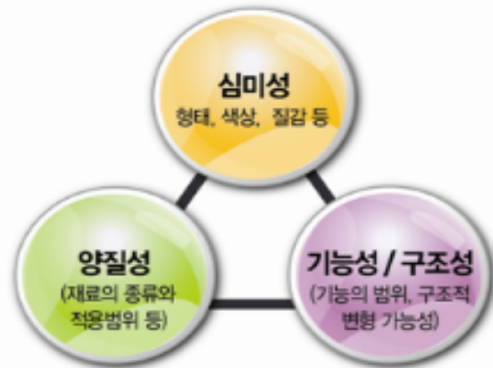 심미성
형태, 색상, 질감 등
양질성
(재료의 종류와
적용범위 등)
기능성 / 구조성
(기능의 범위, 구조적
변형 가능성)